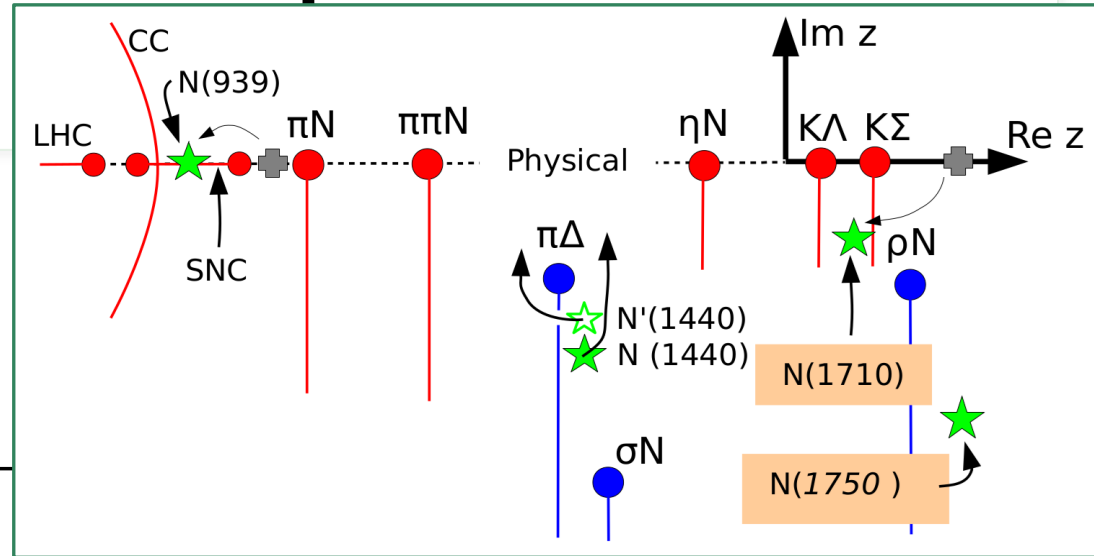 Im z
CC
N(939)
LHC
πN
ππN
Physical
ηN
KΛ
KΣ
Re z
SNC
πΔ
ρN
N'(1440)
N (1440)
N(1710)
σN
N(1750 )